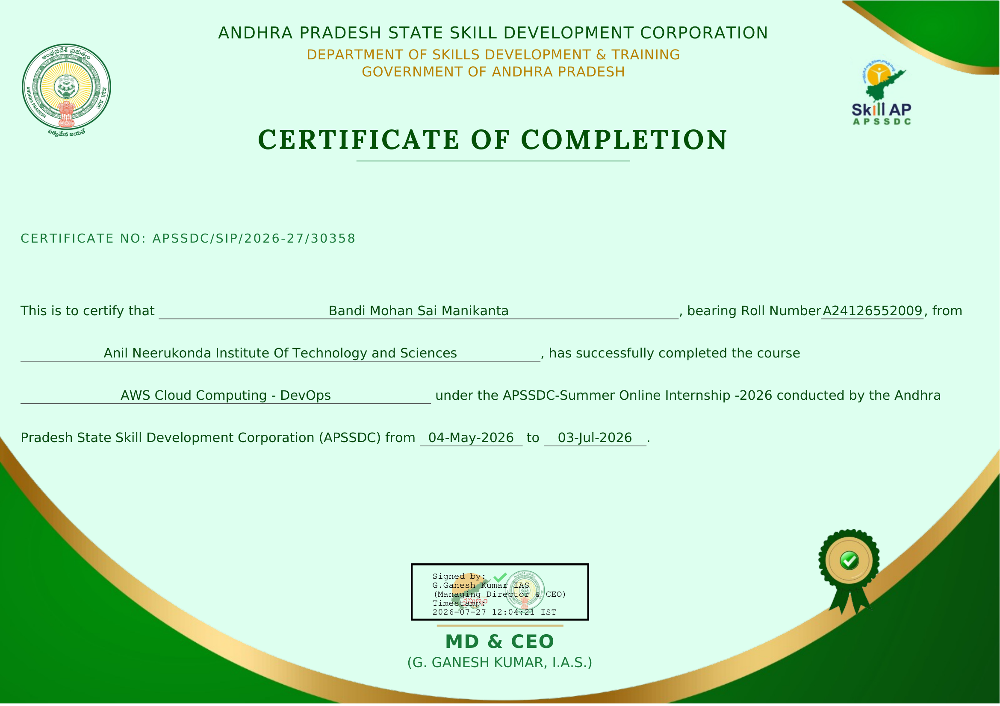 ANDHRA PRADESH STATE SKILL DEVELOPMENT CORPORATION
DEPARTMENT OF SKILLS DEVELOPMENT & TRAINING
GOVERNMENT OF ANDHRA PRADESH
ఆంధ్రప్రదేశ్ ప్రభుత్వం
ANDHRA PRADESH
आंध्र प्रदेश
సత్యమేవ జయతే
Skill AP
APSSDC
CERTIFICATE OF COMPLETION
CERTIFICATE NO: APSSDC/SIP/2026-27/30358
This is to certify that Bandi Mohan Sai Manikanta, bearing Roll Number A24126552009, from
Anil Neerukonda Institute Of Technology and Sciences, has successfully completed the course
AWS Cloud Computing - DevOps under the APSSDC-Summer Online Internship -2026 conducted by the Andhra
Pradesh State Skill Development Corporation (APSSDC) from 04-May-2026 to 03-Jul-2026.
Signed by:
G.Ganesh Kumar IAS
(Managing Director & CEO)
Timestamp:
2026-07-27 12:04:21 IST
నైపుణ్యం
MD & CEO
(G. GANESH KUMAR, I.A.S.)